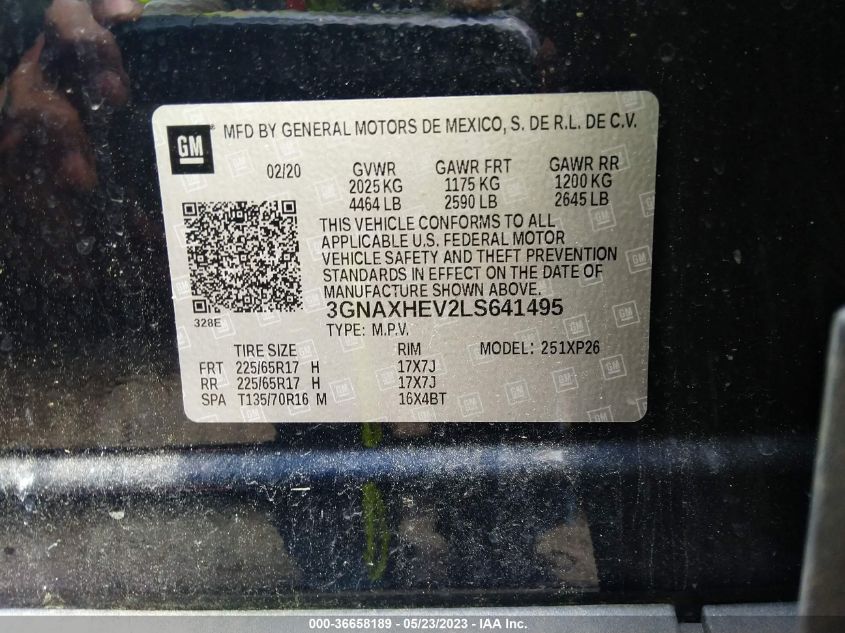 GM ® MFD BY GENERAL MOTORS DE MEXICO, S. DE R.L. DE C.V.
02/20 GVWR GAWR FRT GAWR RR
2025 KG 1175 KG 1200 KG
4464 LB 2590 LB 2645 LB
THIS VEHICLE CONFORMS TO ALL
APPLICABLE U.S. FEDERAL MOTOR
VEHICLE SAFETY AND THEFT PREVENTION
STANDARDS IN EFFECT ON THE DATE OF
MANUFACTURE SHOWN ABOVE.
3GNAXHEV2LS641495
328E
TYPE: M.P.V.
TIRE SIZE RIM MODEL: 251XP26
FRT 225/65R17 H 17X7J
RR 225/65R17 H 17X7J
SPA T135/70R16 M 16X4BT
000-36658189 - 05/23/2023 - IAA Inc.